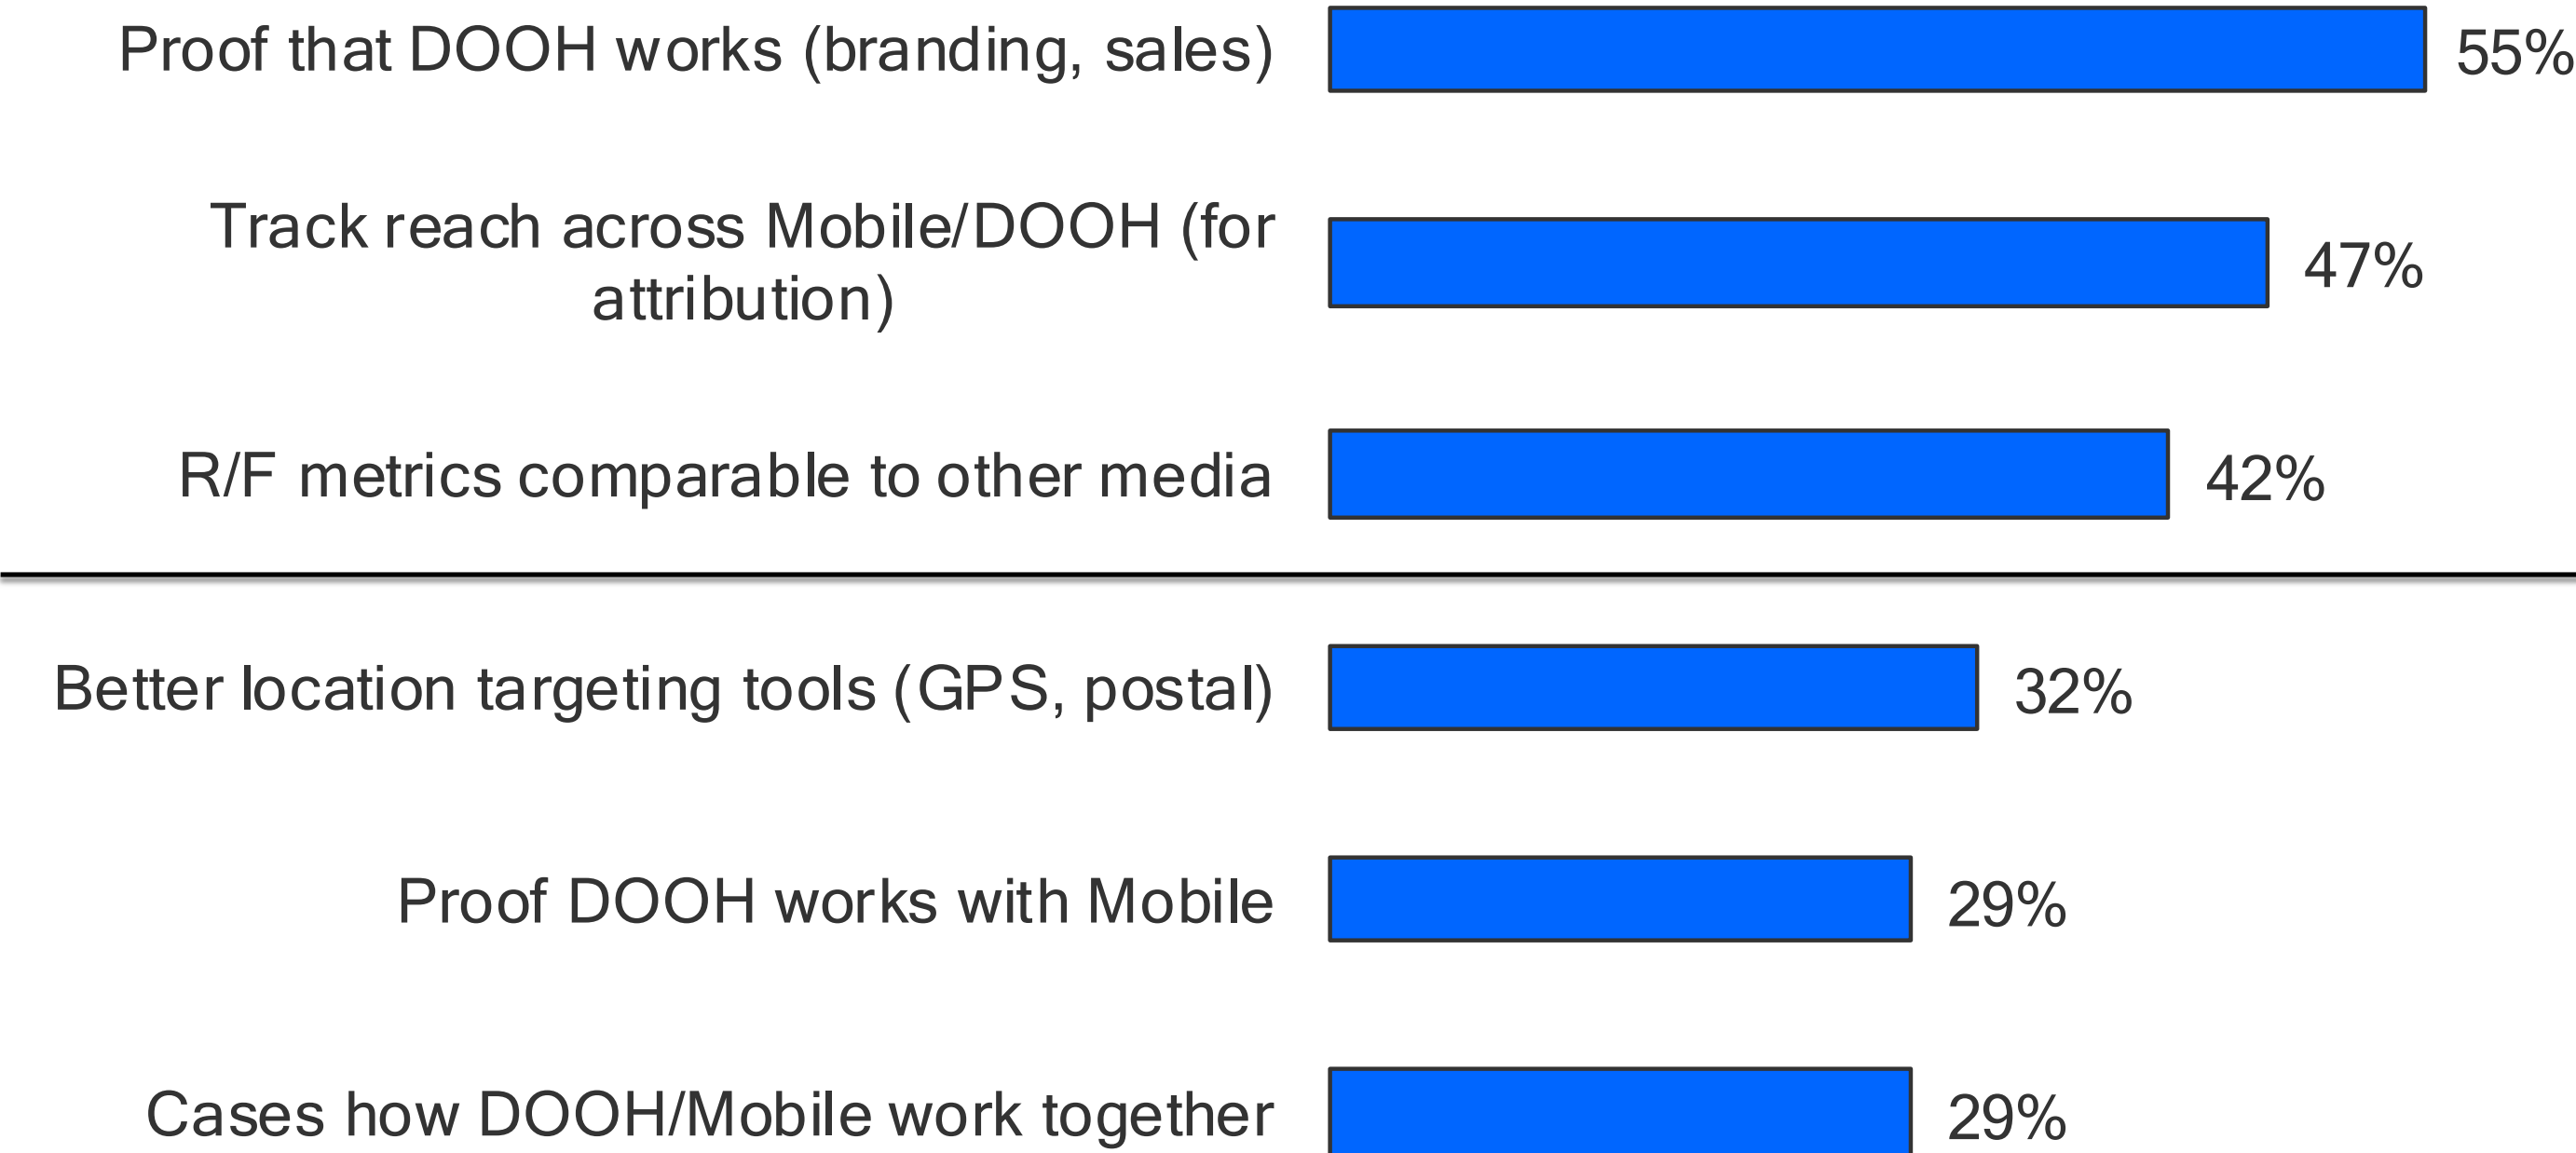 Proof that DOOH works (branding, sales) 55%
Track reach across Mobile/DOOH (for
attribution) 47%
R/F metrics comparable to other media 42%
Better location targeting tools (GPS, postal) 32%
Proof DOOH works with Mobile 29%
Cases how DOOH/Mobile work together 29%